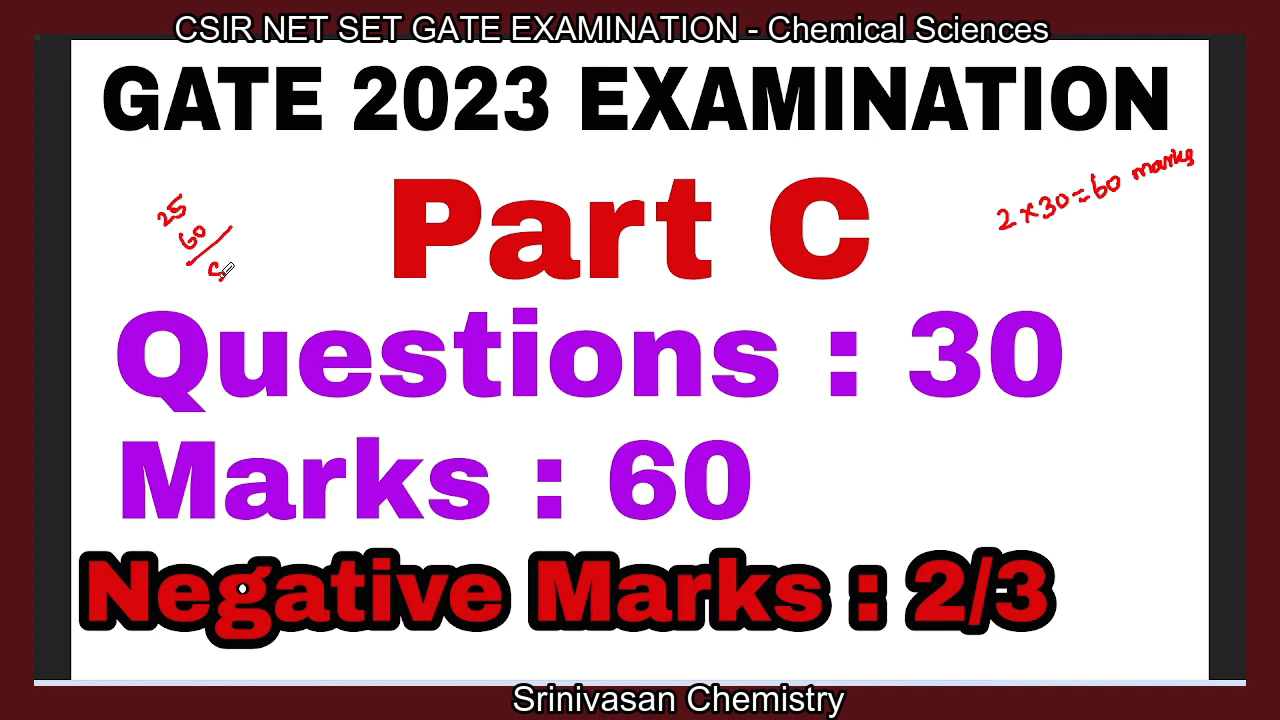 CSIR NET SET GATE EXAMINATION - Chemical Sciences
GATE 2023 EXAMINATION
2×30=60 marks
Part C
25
Questions : 30
Marks : 60
Negative Marks : 2/3
Srinivasan Chemistry